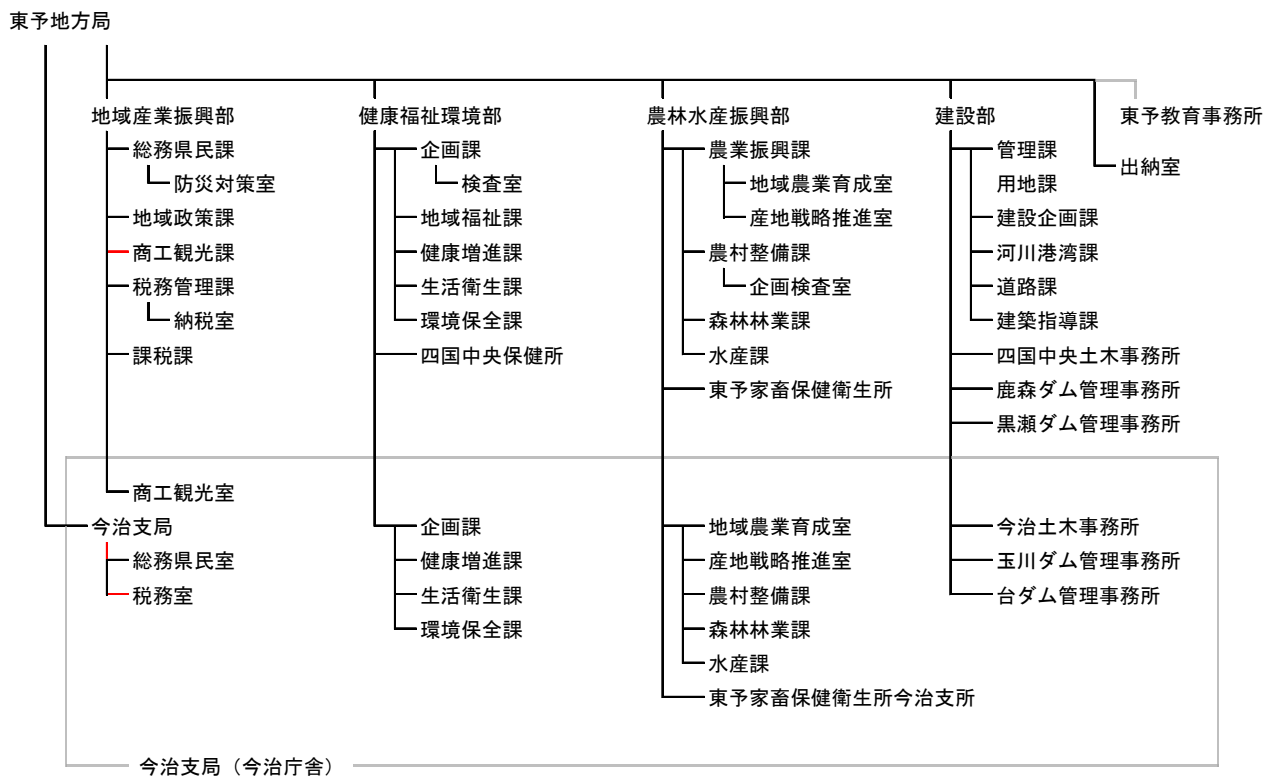 東予地方局
地域産業振興部
総務県民課
防災対策室
地域政策課
商工観光課
税務管理課
納税室
課税課
商工観光室
今治支局
総務県民室
税務室
健康福祉環境部
企画課
検査室
地域福祉課
健康増進課
生活衛生課
環境保全課
四国中央保健所
企画課
健康増進課
生活衛生課
環境保全課
農林水産振興部
農業振興課
地域農業育成室
産地戦略推進室
農村整備課
企画検査室
森林林業課
水産課
東予家畜保健衛生所
地域農業育成室
産地戦略推進室
農村整備課
森林林業課
水産課
東予家畜保健衛生所今治支所
建設部
管理課
用地課
建設企画課
河川港湾課
道路課
建築指導課
四国中央土木事務所
鹿森ダム管理事務所
黒瀬ダム管理事務所
今治土木事務所
玉川ダム管理事務所
台ダム管理事務所
出納室
東予教育事務所
今治支局（今治庁舎）